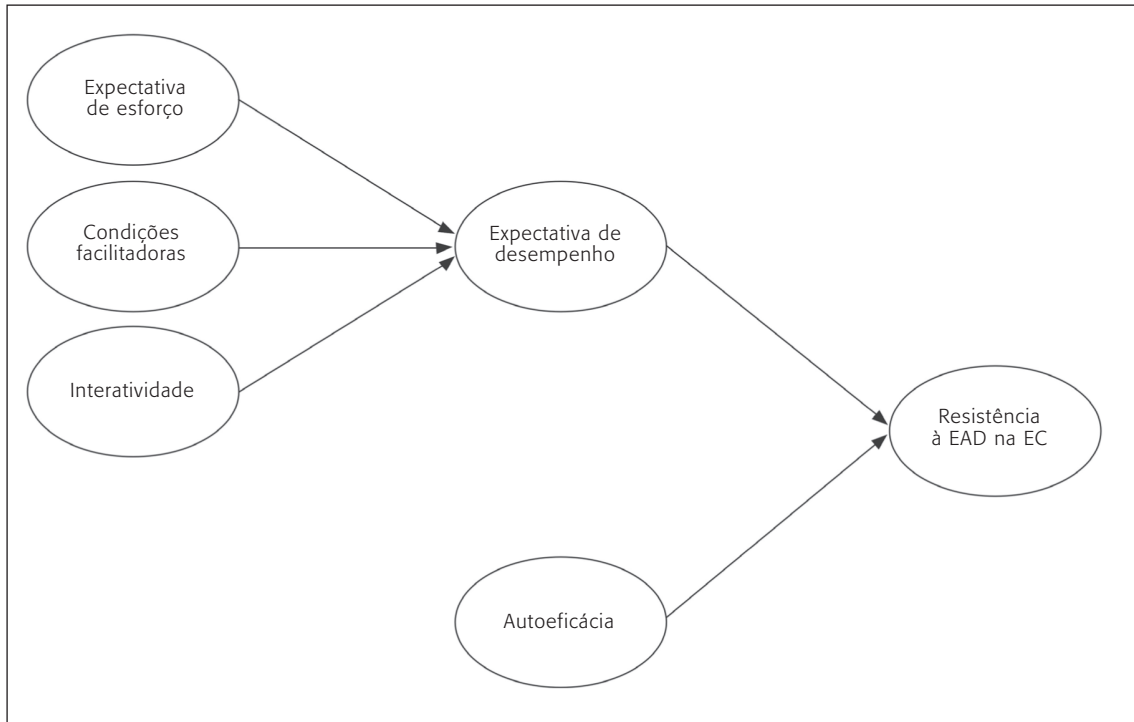 Expectativa
de esforço
Condições
facilitadoras
Interatividade
Expectativa de
desempenho
Resistência
à EAD na EC
Autoeficácia